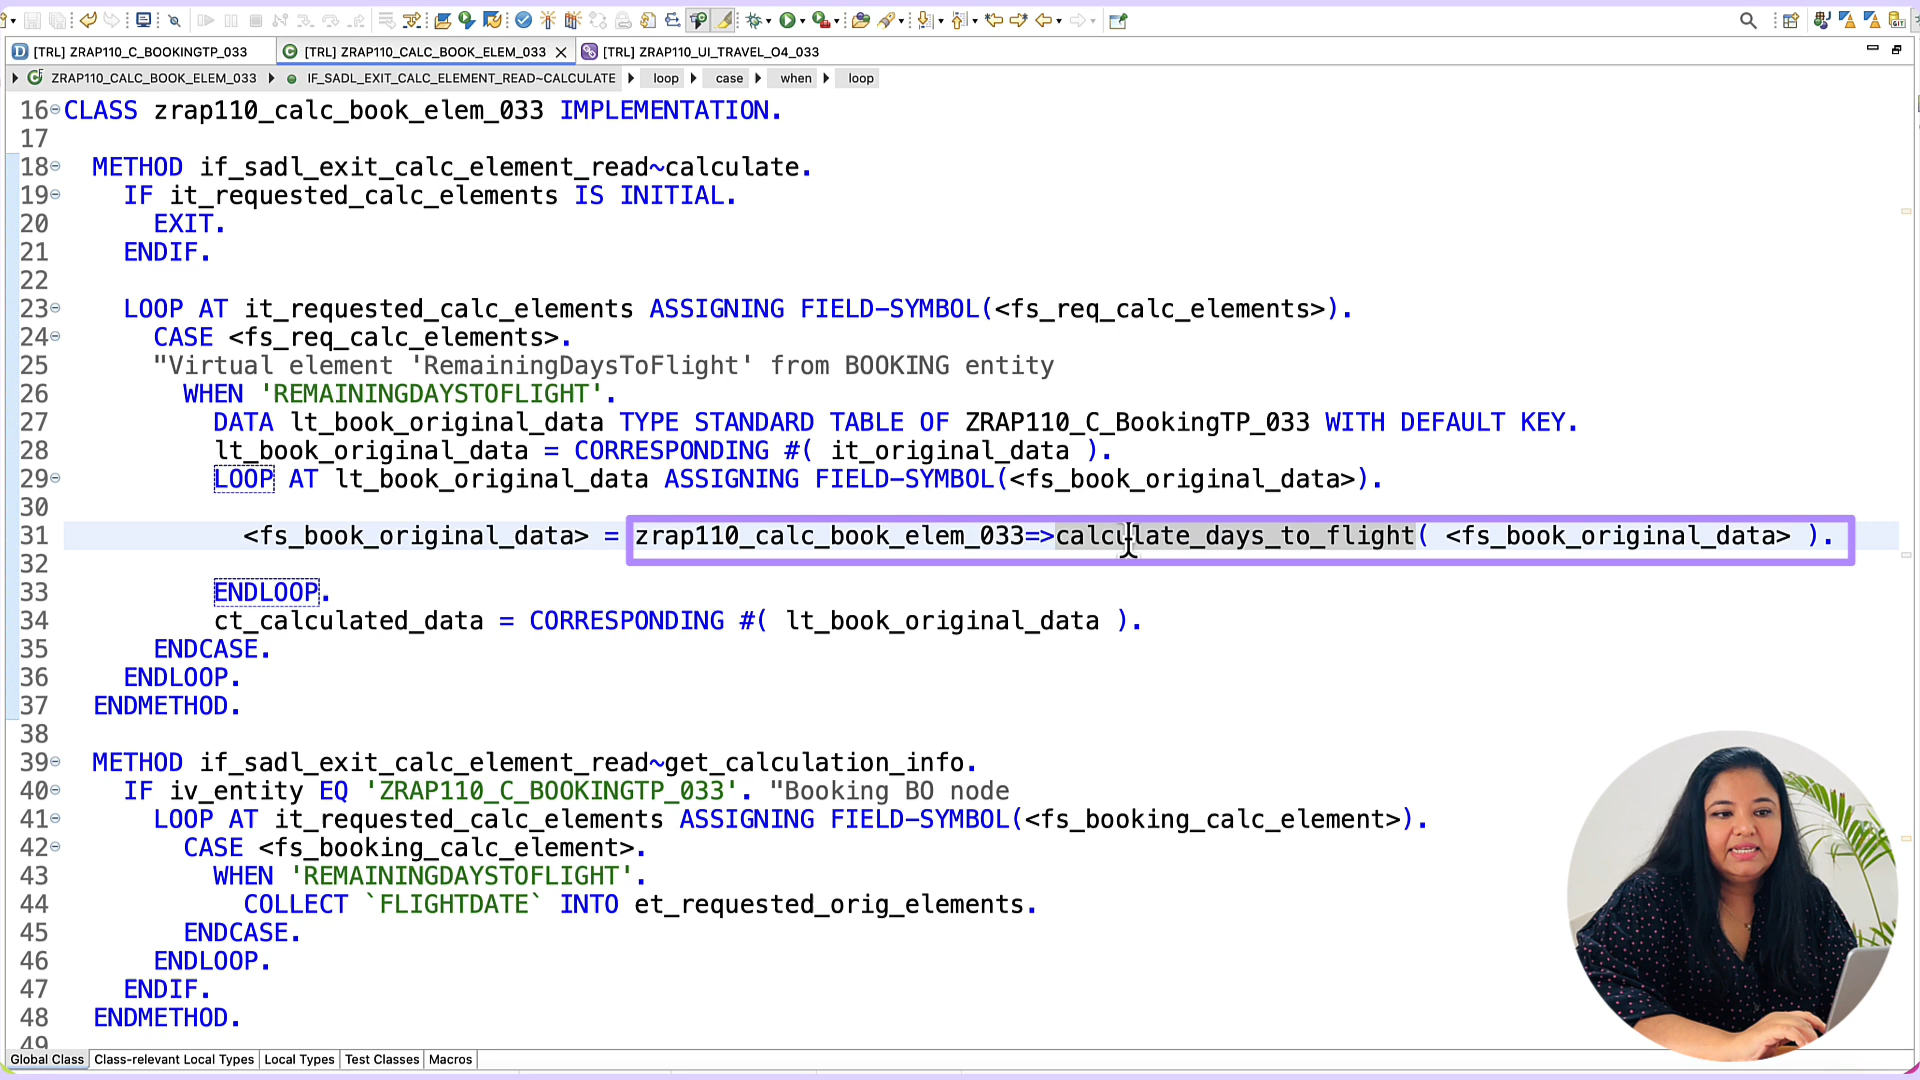 [TRL] ZRAP110_C_BOOKINGTP_033
[TRL] ZRAP110_CALC_BOOK_ELEM_033
[TRL] ZRAP110_UI_TRAVEL_O4_033
ZRAP110_CALC_BOOK_ELEM_033 IF_SADL_EXIT_CALC_ELEMENT_READ~CALCULATE loop case when loop
16 CLASS zrap110_calc_book_elem_033 IMPLEMENTATION.
17
18 METHOD if_sadl_exit_calc_element_read~calculate.
19 IF it_requested_calc_elements IS INITIAL.
20 EXIT.
21 ENDIF.
22
23 LOOP AT it_requested_calc_elements ASSIGNING FIELD-SYMBOL(<fs_req_calc_elements>).
24 CASE <fs_req_calc_elements>.
25 "Virtual element 'RemainingDaysToFlight' from BOOKING entity
26 WHEN 'REMAININGDAYSTOFLIGHT'.
27 DATA lt_book_original_data TYPE STANDARD TABLE OF ZRAP110_C_BookingTP_033 WITH DEFAULT KEY.
28 lt_book_original_data = CORRESPONDING #( it_original_data ).
29 LOOP AT lt_book_original_data ASSIGNING FIELD-SYMBOL(<fs_book_original_data>).
30
31 <fs_book_original_data> = zrap110_calc_book_elem_033=>calculate_days_to_flight( <fs_book_original_data> ).
32
33 ENDLOOP.
34 ct_calculated_data = CORRESPONDING #( lt_book_original_data ).
35 ENDCASE.
36 ENDLOOP.
37 ENDMETHOD.
38
39 METHOD if_sadl_exit_calc_element_read~get_calculation_info.
40 IF iv_entity EQ 'ZRAP110_C_BOOKINGTP_033'. "Booking BO node
41 LOOP AT it_requested_calc_elements ASSIGNING FIELD-SYMBOL(<fs_booking_calc_element>).
42 CASE <fs_booking_calc_element>.
43 WHEN 'REMAININGDAYSTOFLIGHT'.
44 COLLECT `FLIGHTDATE` INTO et_requested_orig_elements.
45 ENDCASE.
46 ENDLOOP.
47 ENDIF.
48 ENDMETHOD.
49
Global Class Class-relevant Local Types Local Types Test Classes Macros